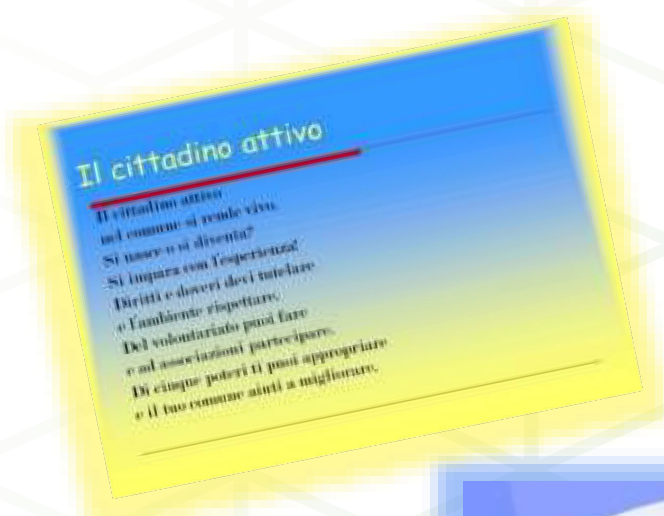 Il cittadino attivo
Il cittadino attivo
nel comune si rende vivo.
Si nasce o si diventa?
Si impara con l'esperienza!
Diritti e doveri devi tutelare
e l'ambiente rispettare.
Del volontariato puoi fare
e ad associazioni partecipare.
Di cinque poteri ti puoi appropriare
e il tuo comune aiuti a migliorare.